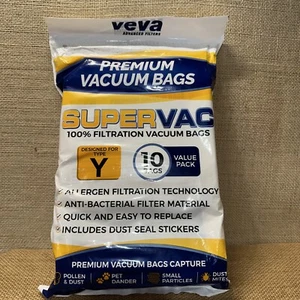 veva
ADVANCED FILTERS
PREMIUM
VACUUM BAGS
SUPERVAC
100% FILTRATION VACUUM BAGS
DESIGNED FOR
TYPE
Y
10
BAGS
VALUE
PACK
ALLERGEN FILTRATION TECHNOLOGY
ANTI-BACTERIAL FILTER MATERIAL
QUICK AND EASY TO REPLACE
INCLUDES DUST SEAL STICKERS
PREMIUM VACUUM BAGS CAPTURE
POLLEN
& DUST
PET
DANDER
SMALL
PARTICLES
DUST
MITES